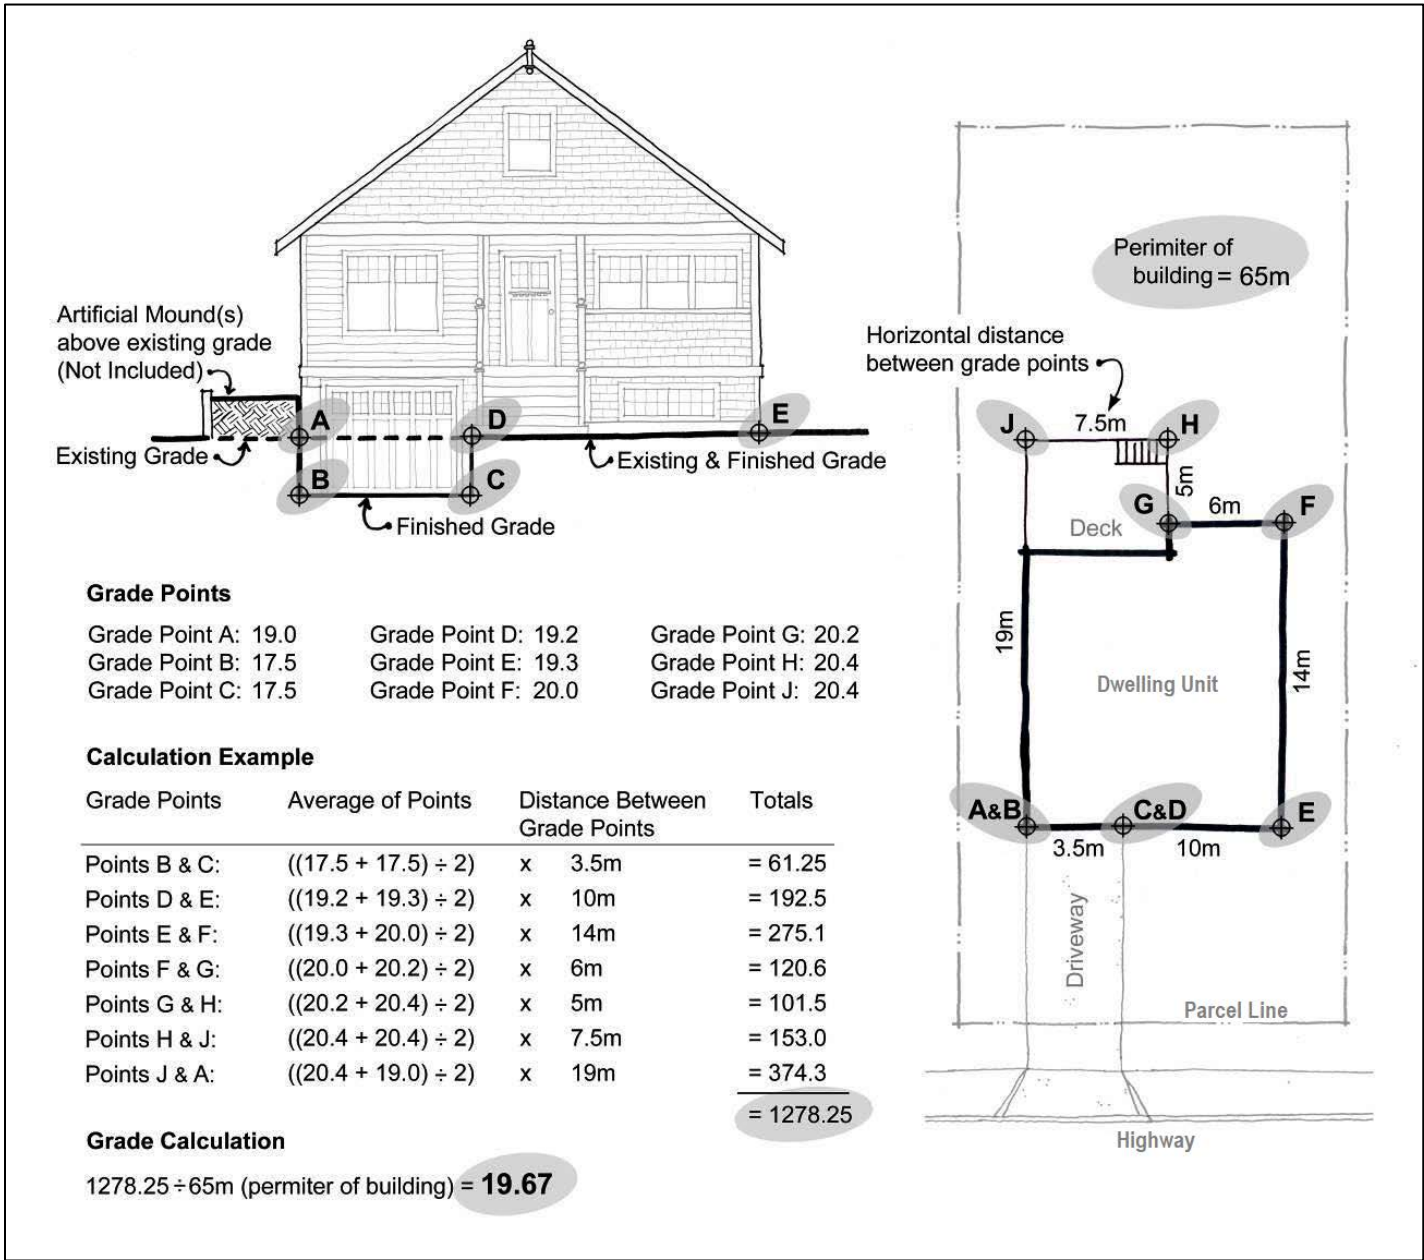 Artificial Mound(s)
above existing grade
(Not Included)
Existing Grade
A
B
C
D
E
Existing & Finished Grade
Finished Grade
Perimiter of
building = 65m
Horizontal distance
between grade points
J
7.5m
H
5m
G
6m
F
Deck
19m
14m
Dwelling Unit
A&B
C&D
E
3.5m
10m
Driveway
Parcel Line
Highway
Grade Points
Grade Point A: 19.0 Grade Point D: 19.2 Grade Point G: 20.2
Grade Point B: 17.5 Grade Point E: 19.3 Grade Point H: 20.4
Grade Point C: 17.5 Grade Point F: 20.0 Grade Point J: 20.4
Calculation Example
Grade Points Average of Points Distance Between Totals
Grade Points
Points B & C: ((17.5 + 17.5) ÷ 2) x 3.5m = 61.25
Points D & E: ((19.2 + 19.3) ÷ 2) x 10m = 192.5
Points E & F: ((19.3 + 20.0) ÷ 2) x 14m = 275.1
Points F & G: ((20.0 + 20.2) ÷ 2) x 6m = 120.6
Points G & H: ((20.2 + 20.4) ÷ 2) x 5m = 101.5
Points H & J: ((20.4 + 20.4) ÷ 2) x 7.5m = 153.0
Points J & A: ((20.4 + 19.0) ÷ 2) x 19m = 374.3
= 1278.25
Grade Calculation
1278.25 ÷ 65m (permiter of building) = 19.67